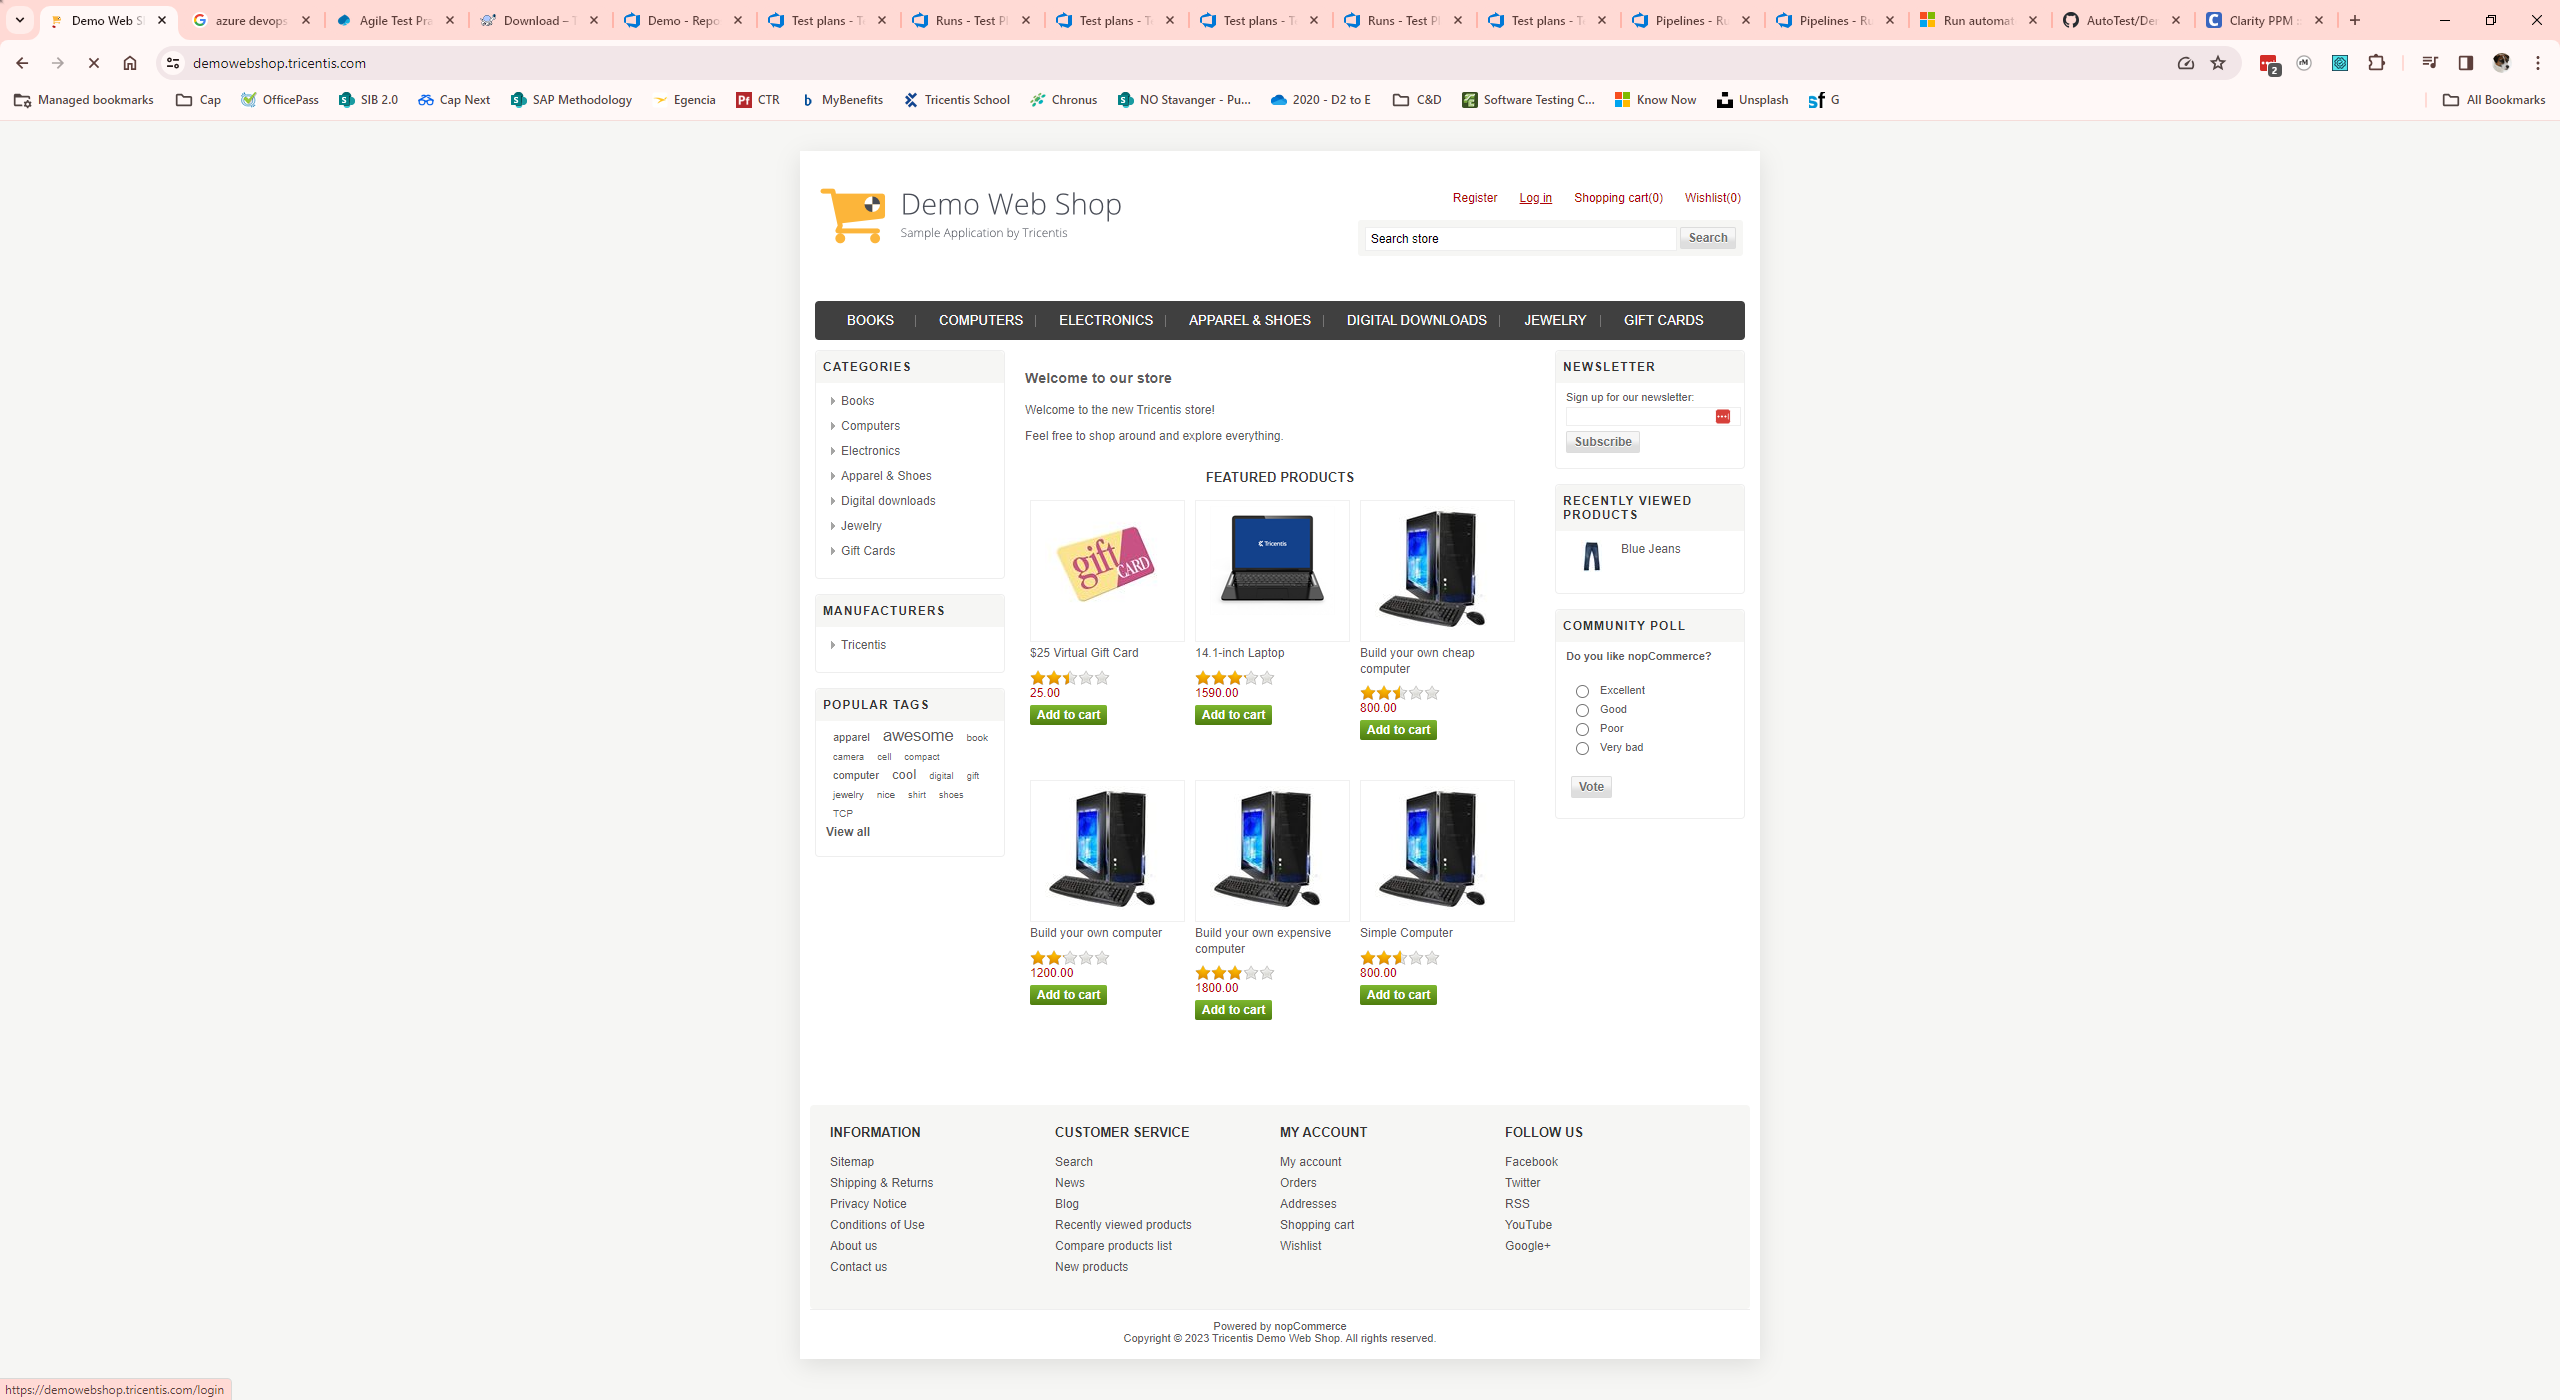 Demo Web S
azure devops
Agile Test Pra
Download – T
Demo - Repo
Test plans - T
Runs - Test P
Test plans - T
Test plans - T
Runs - Test P
Test plans - T
Pipelines - Ru
Pipelines - Ru
Run automat
AutoTest/De
Clarity PPM
demowebshop.tricentis.com
2
Managed bookmarks
Cap
OfficePass
SIB 2.0
Cap Next
SAP Methodology
Egencia
CTR
MyBenefits
Tricentis School
Chronus
NO Stavanger - Pu...
2020 - D2 to E
C&D
Software Testing C...
Know Now
Unsplash
G
All Bookmarks
Demo Web Shop
Sample Application by Tricentis
Register Log in Shopping cart(0) Wishlist(0)
Search store Search
BOOKS COMPUTERS ELECTRONICS APPAREL & SHOES DIGITAL DOWNLOADS JEWELRY GIFT CARDS
CATEGORIES
Books
Computers
Electronics
Apparel & Shoes
Digital downloads
Jewelry
Gift Cards
MANUFACTURERS
Tricentis
POPULAR TAGS
apparel awesome book
camera cell compact
computer cool digital gift
jewelry nice shirt shoes
TCP
View all
Welcome to our store
Welcome to the new Tricentis store!
Feel free to shop around and explore everything.
FEATURED PRODUCTS
gift CARD
Tricentis
$25 Virtual Gift Card
25.00
Add to cart
14.1-inch Laptop
1590.00
Add to cart
Build your own cheap
computer
800.00
Add to cart
Build your own computer
1200.00
Add to cart
Build your own expensive
computer
1800.00
Add to cart
Simple Computer
800.00
Add to cart
NEWSLETTER
Sign up for our newsletter:
Subscribe
RECENTLY VIEWED
PRODUCTS
Blue Jeans
COMMUNITY POLL
Do you like nopCommerce?
Excellent
Good
Poor
Very bad
Vote
INFORMATION
Sitemap
Shipping & Returns
Privacy Notice
Conditions of Use
About us
Contact us
CUSTOMER SERVICE
Search
News
Blog
Recently viewed products
Compare products list
New products
MY ACCOUNT
My account
Orders
Addresses
Shopping cart
Wishlist
FOLLOW US
Facebook
Twitter
RSS
YouTube
Google+
Powered by nopCommerce
Copyright © 2023 Tricentis Demo Web Shop. All rights reserved.
https://demowebshop.tricentis.com/login